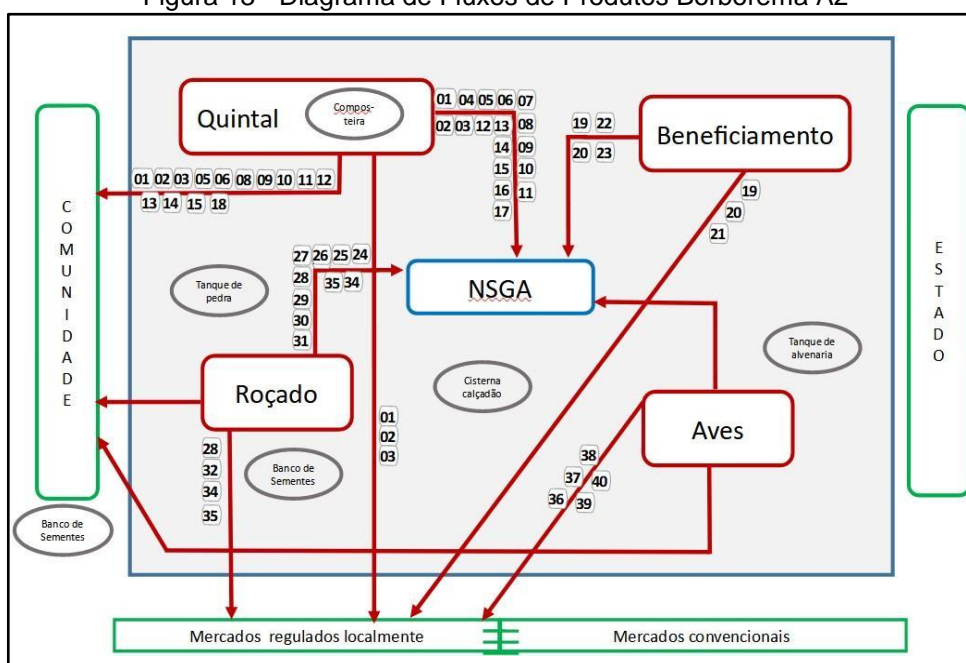 Figura 18 - Diagrama de Fluxos de Produtos Borborema A2
Quintal
Compos-
teira
01 04 05 06 07
02 03 12 13 08
14 09
15 10
16 11
17
19 22
20 23
Beneficiamento
01 02 03 05 06 08 09 10 11 12
13 14 15 18
19
20
21
COMUNIDADE
ESTADO
Tanque de
pedra
27 26 25 24
28 35 34
29
30
31
NSGA
Tanque de
alvenaria
Roçado
Cisterna
calçadão
Aves
01
02
03
28
32
34
35
Banco de
Sementes
38
37 40
36 39
Banco de
Sementes
Mercados regulados localmente
Mercados convencionais